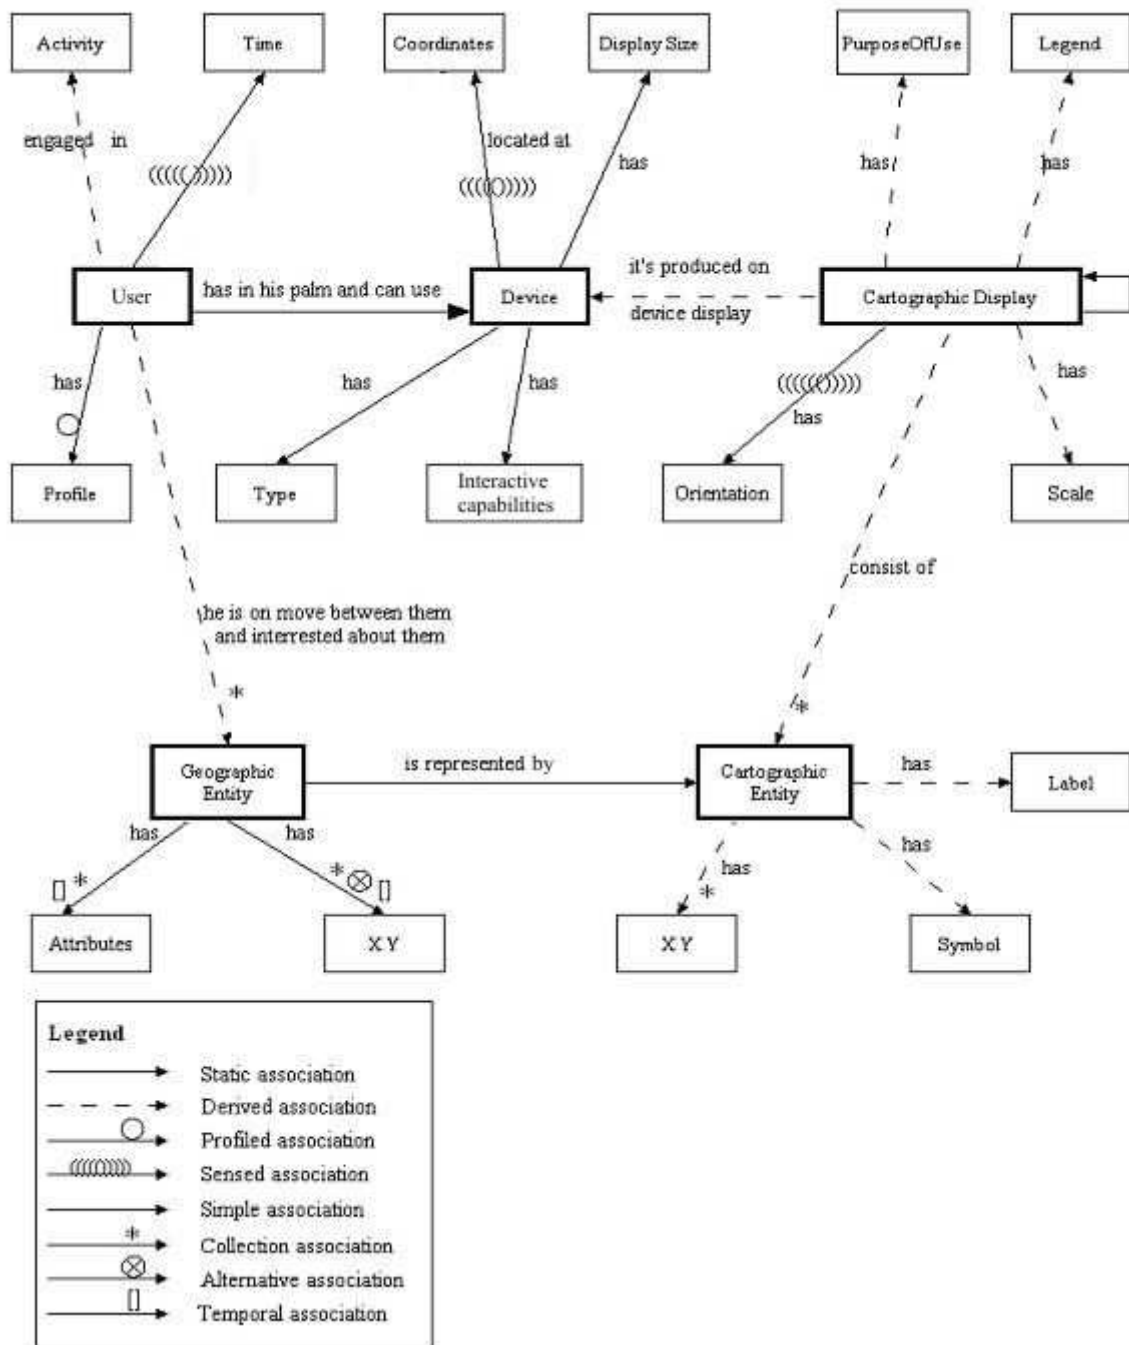 Activity
Time
Coordinates
Display Size
PurposeOfUse
Legend
engaged in
located at
has
has
has
User
has in his palm and can use
Device
it's produced on
device display
Cartographic Display
has
has
has
has
has
Profile
Type
Interactive
capabilities
Orientation
Scale
consist of
he is on move between them
and interrested about them
*
*
Geographic
Entity
is represented by
Cartographic
Entity
has
Label
has
has
has
has
[] *
* []
*
Attributes
X Y
X Y
Symbol
Legend
Static association
Derived association
Profiled association
Sensed association
Simple association
* Collection association
Alternative association
[] Temporal association